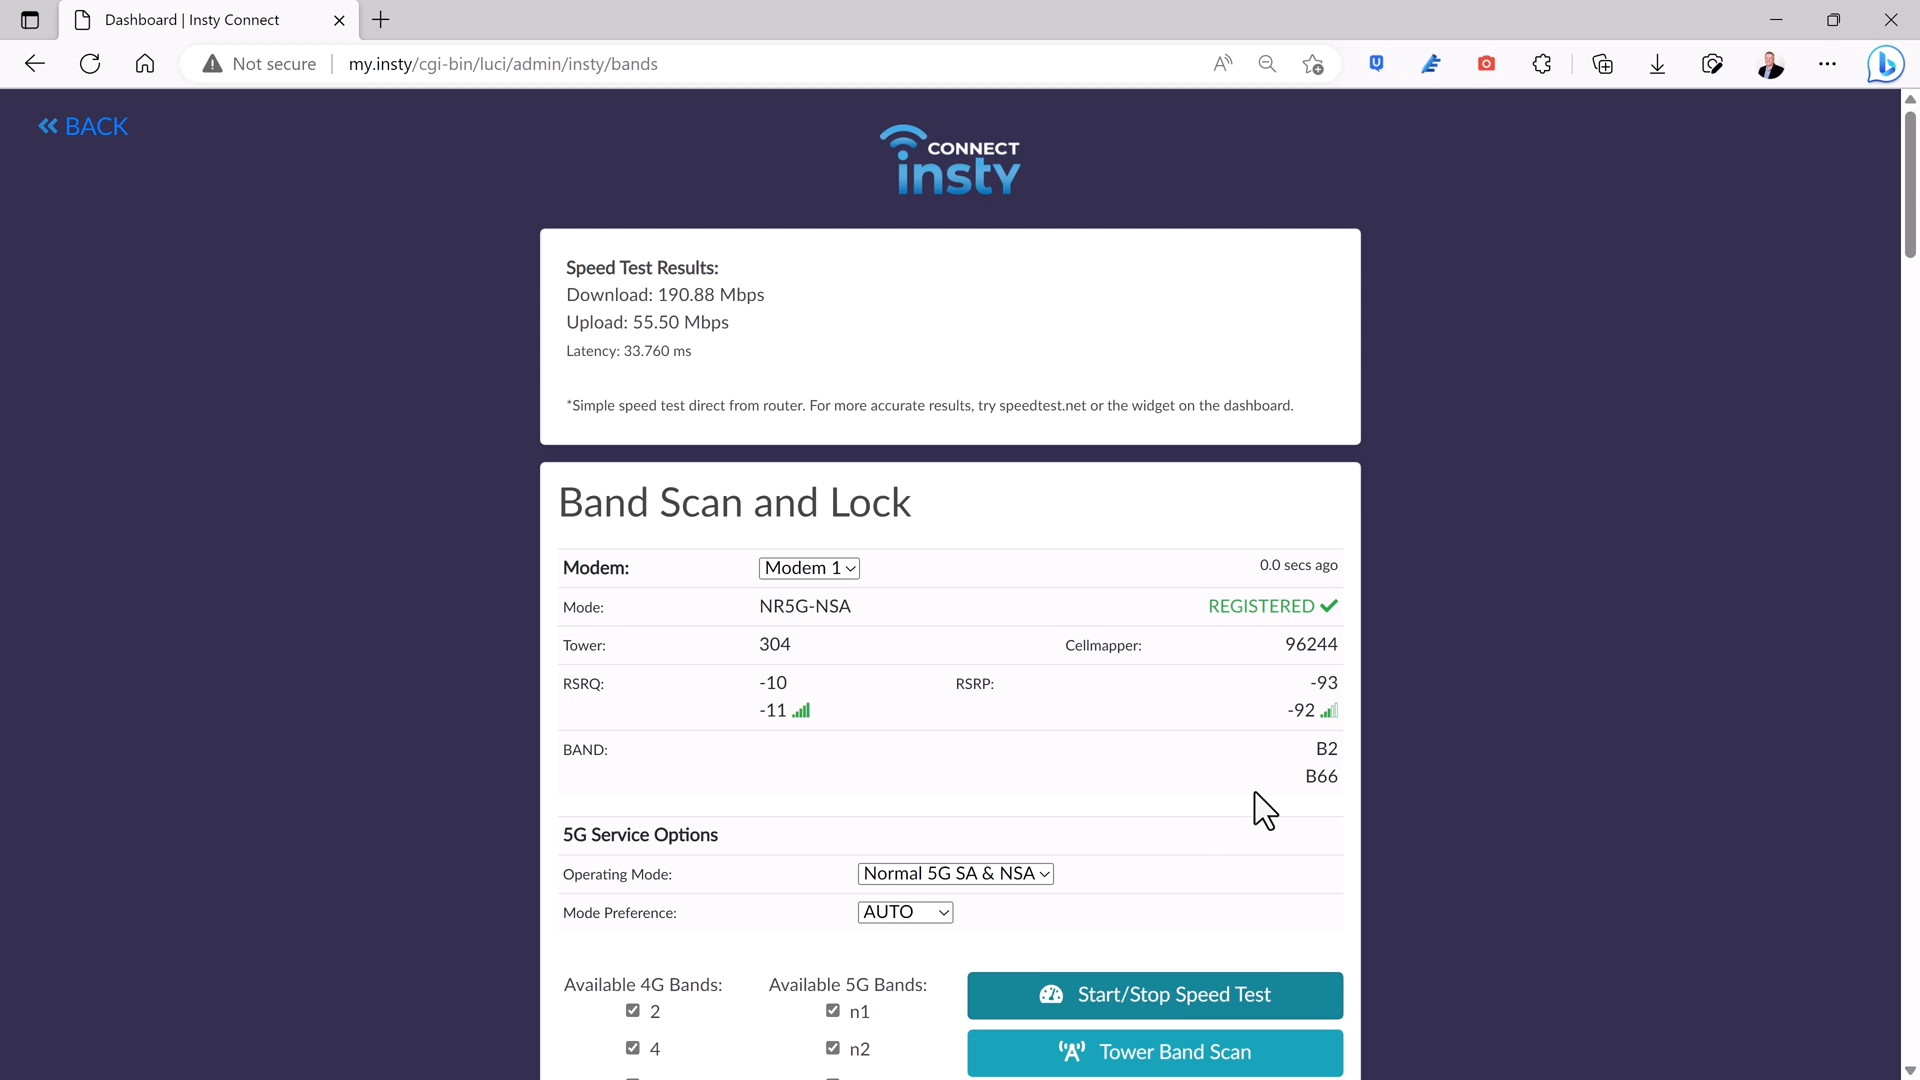 Dashboard | Insty Connect
Not secure
my.insty/cgi-bin/luci/admin/insty/bands
BACK
CONNECT
insty
Speed Test Results:
Download: 190.88 Mbps
Upload: 55.50 Mbps
Latency: 33.760 ms
*Simple speed test direct from router. For more accurate results, try speedtest.net or the widget on the dashboard.
Band Scan and Lock
Modem: Modem 1 0.0 secs ago
Mode: NR5G-NSA REGISTERED
Tower: 304 Cellmapper: 96244
RSRQ: -10 RSRP: -93
-11 -92
BAND: B2
B66
5G Service Options
Operating Mode: Normal 5G SA & NSA
Mode Preference: AUTO
Available 4G Bands: Available 5G Bands: Start/Stop Speed Test
2 n1
4 n2 Tower Band Scan